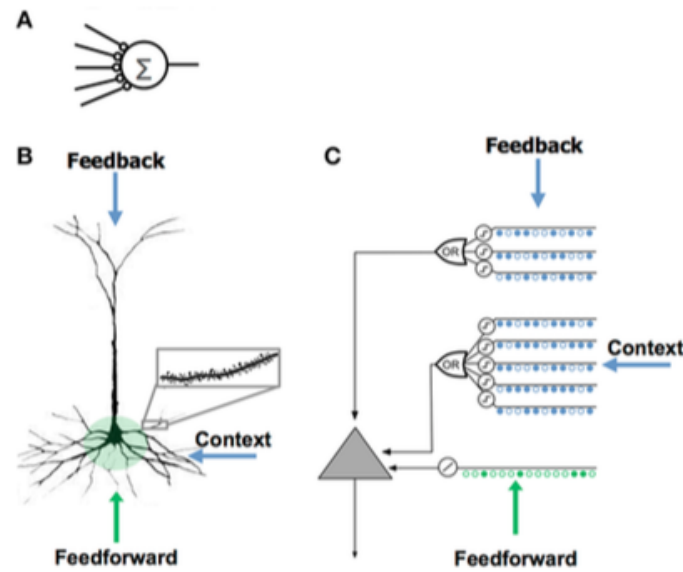 A
Σ
B
Feedback
Context
Feedforward
C
Feedback
OR
OR
Context
Feedforward